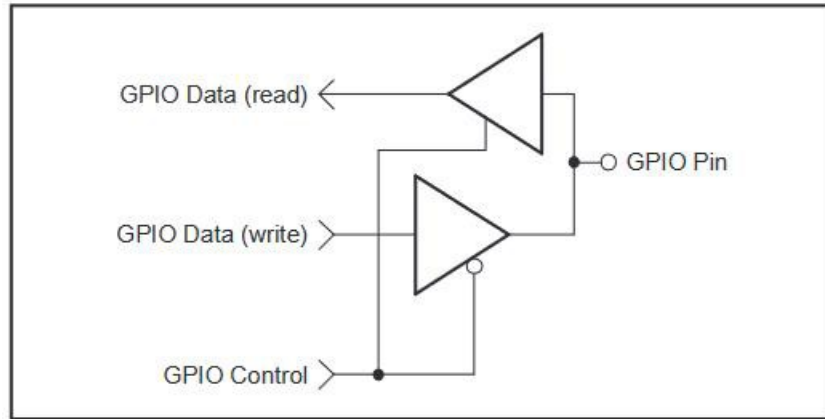 GPIO Data (read)
GPIO Pin
GPIO Data (write)
GPIO Control